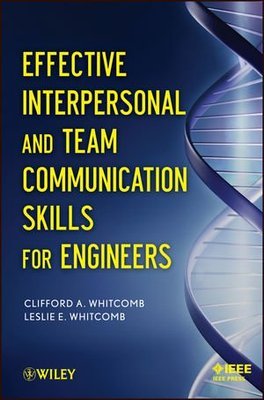 EFFECTIVE
INTERPERSONAL
AND TEAM
COMMUNICATION
SKILLS
FOR ENGINEERS
CLIFFORD A. WHITCOMB
LESLIE E. WHITCOMB
WILEY
IEEE
IEEE PRESS